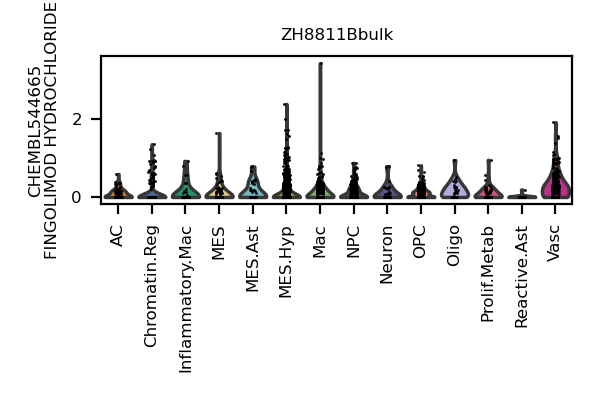 ZH8811Bbulk
CHEMBL544665
FINGOLIMOD HYDROCHLORIDE
2
0
AC
Chromatin.Reg
Inflammatory.Mac
MES
MES.Ast
MES.Hyp
Mac
NPC
Neuron
OPC
Oligo
Prolif.Metab
Reactive.Ast
Vasc